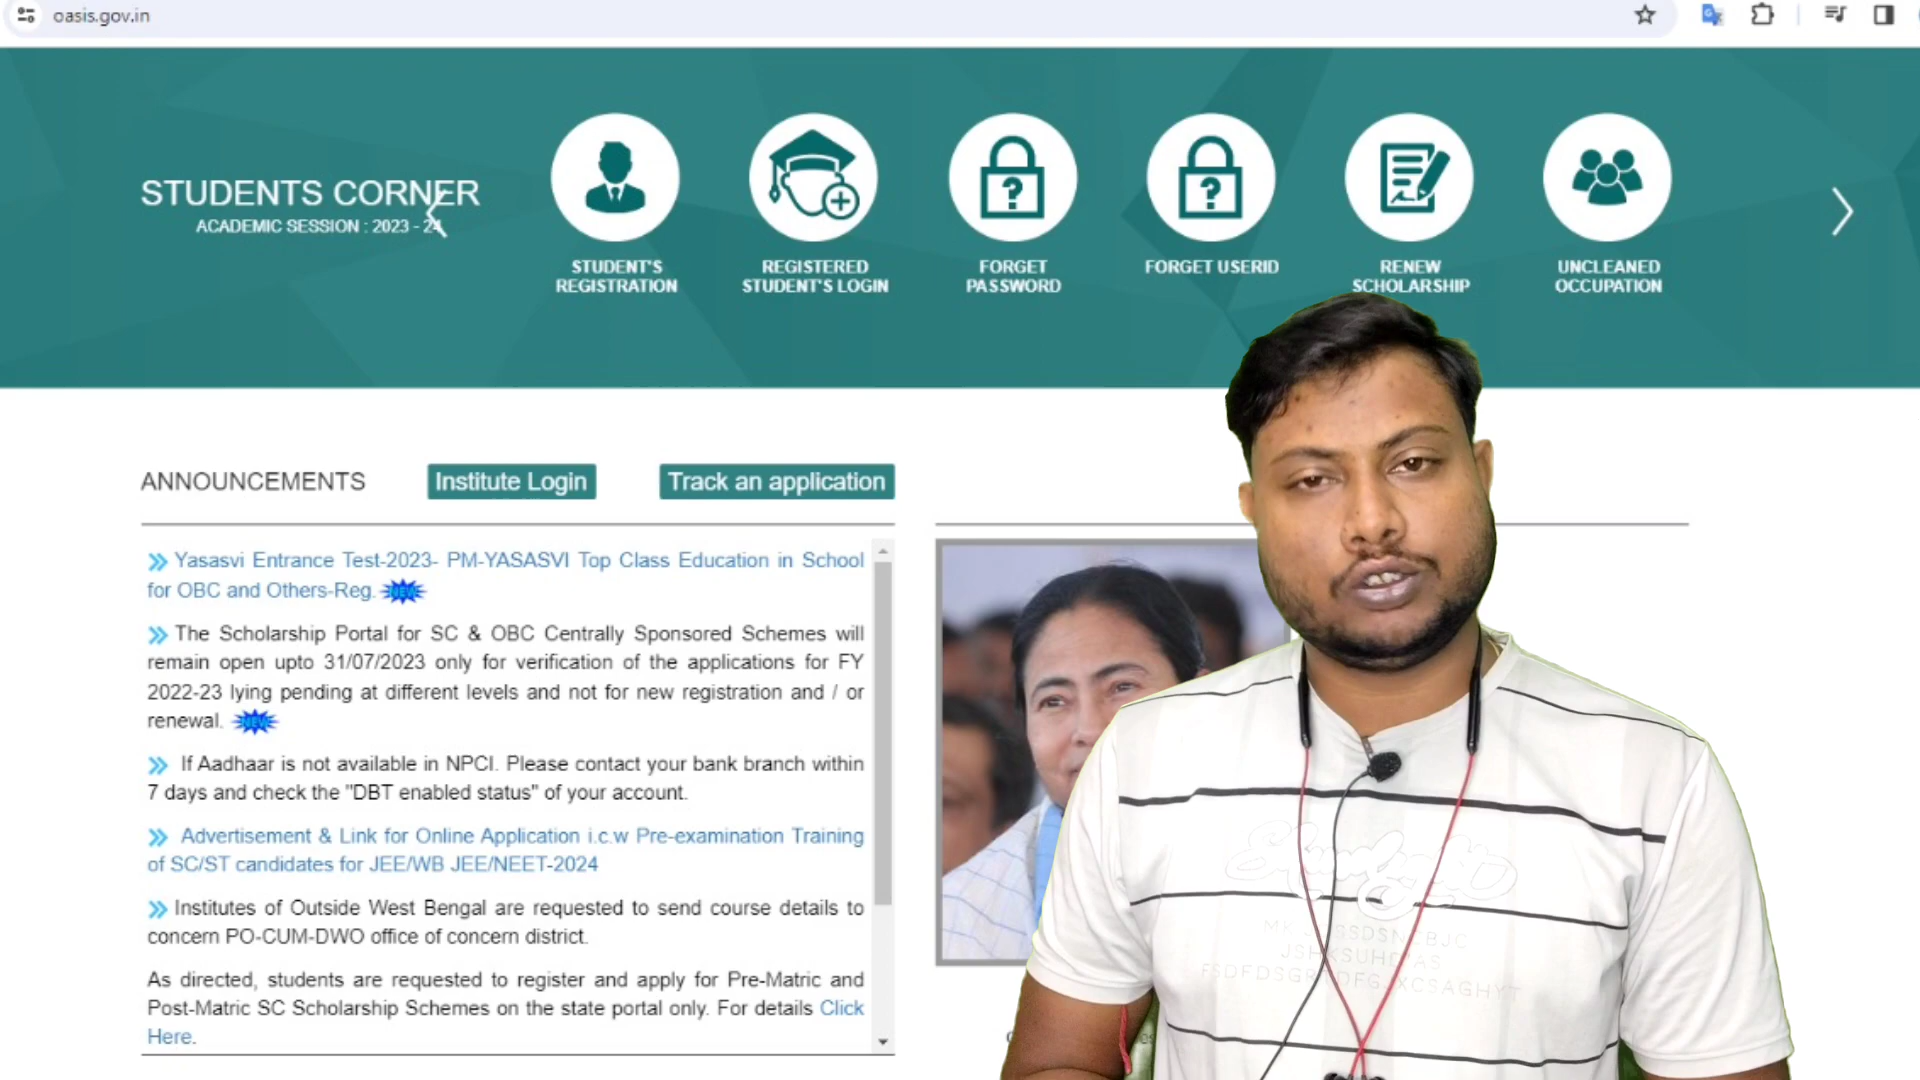 oasis.gov.in
STUDENTS CORNER
ACADEMIC SESSION : 2023 - 24
STUDENT'S
REGISTRATION
REGISTERED
STUDENT'S LOGIN
FORGET
PASSWORD
FORGET USERID
RENEW
SCHOLARSHIP
UNCLEANED
OCCUPATION
ANNOUNCEMENTS
Institute Login
Track an application
Yasasvi Entrance Test-2023- PM-YASASVI Top Class Education in School
for OBC and Others-Reg. NEW
The Scholarship Portal for SC & OBC Centrally Sponsored Schemes will
remain open upto 31/07/2023 only for verification of the applications for FY
2022-23 lying pending at different levels and not for new registration and / or
renewal. NEW
If Aadhaar is not available in NPCI. Please contact your bank branch within
7 days and check the "DBT enabled status" of your account.
Advertisement & Link for Online Application i.c.w Pre-examination Training
of SC/ST candidates for JEE/WB JEE/NEET-2024
Institutes of Outside West Bengal are requested to send course details to
concern PO-CUM-DWO office of concern district.
As directed, students are requested to register and apply for Pre-Matric and
Post-Matric SC Scholarship Schemes on the state portal only. For details Click
Here.